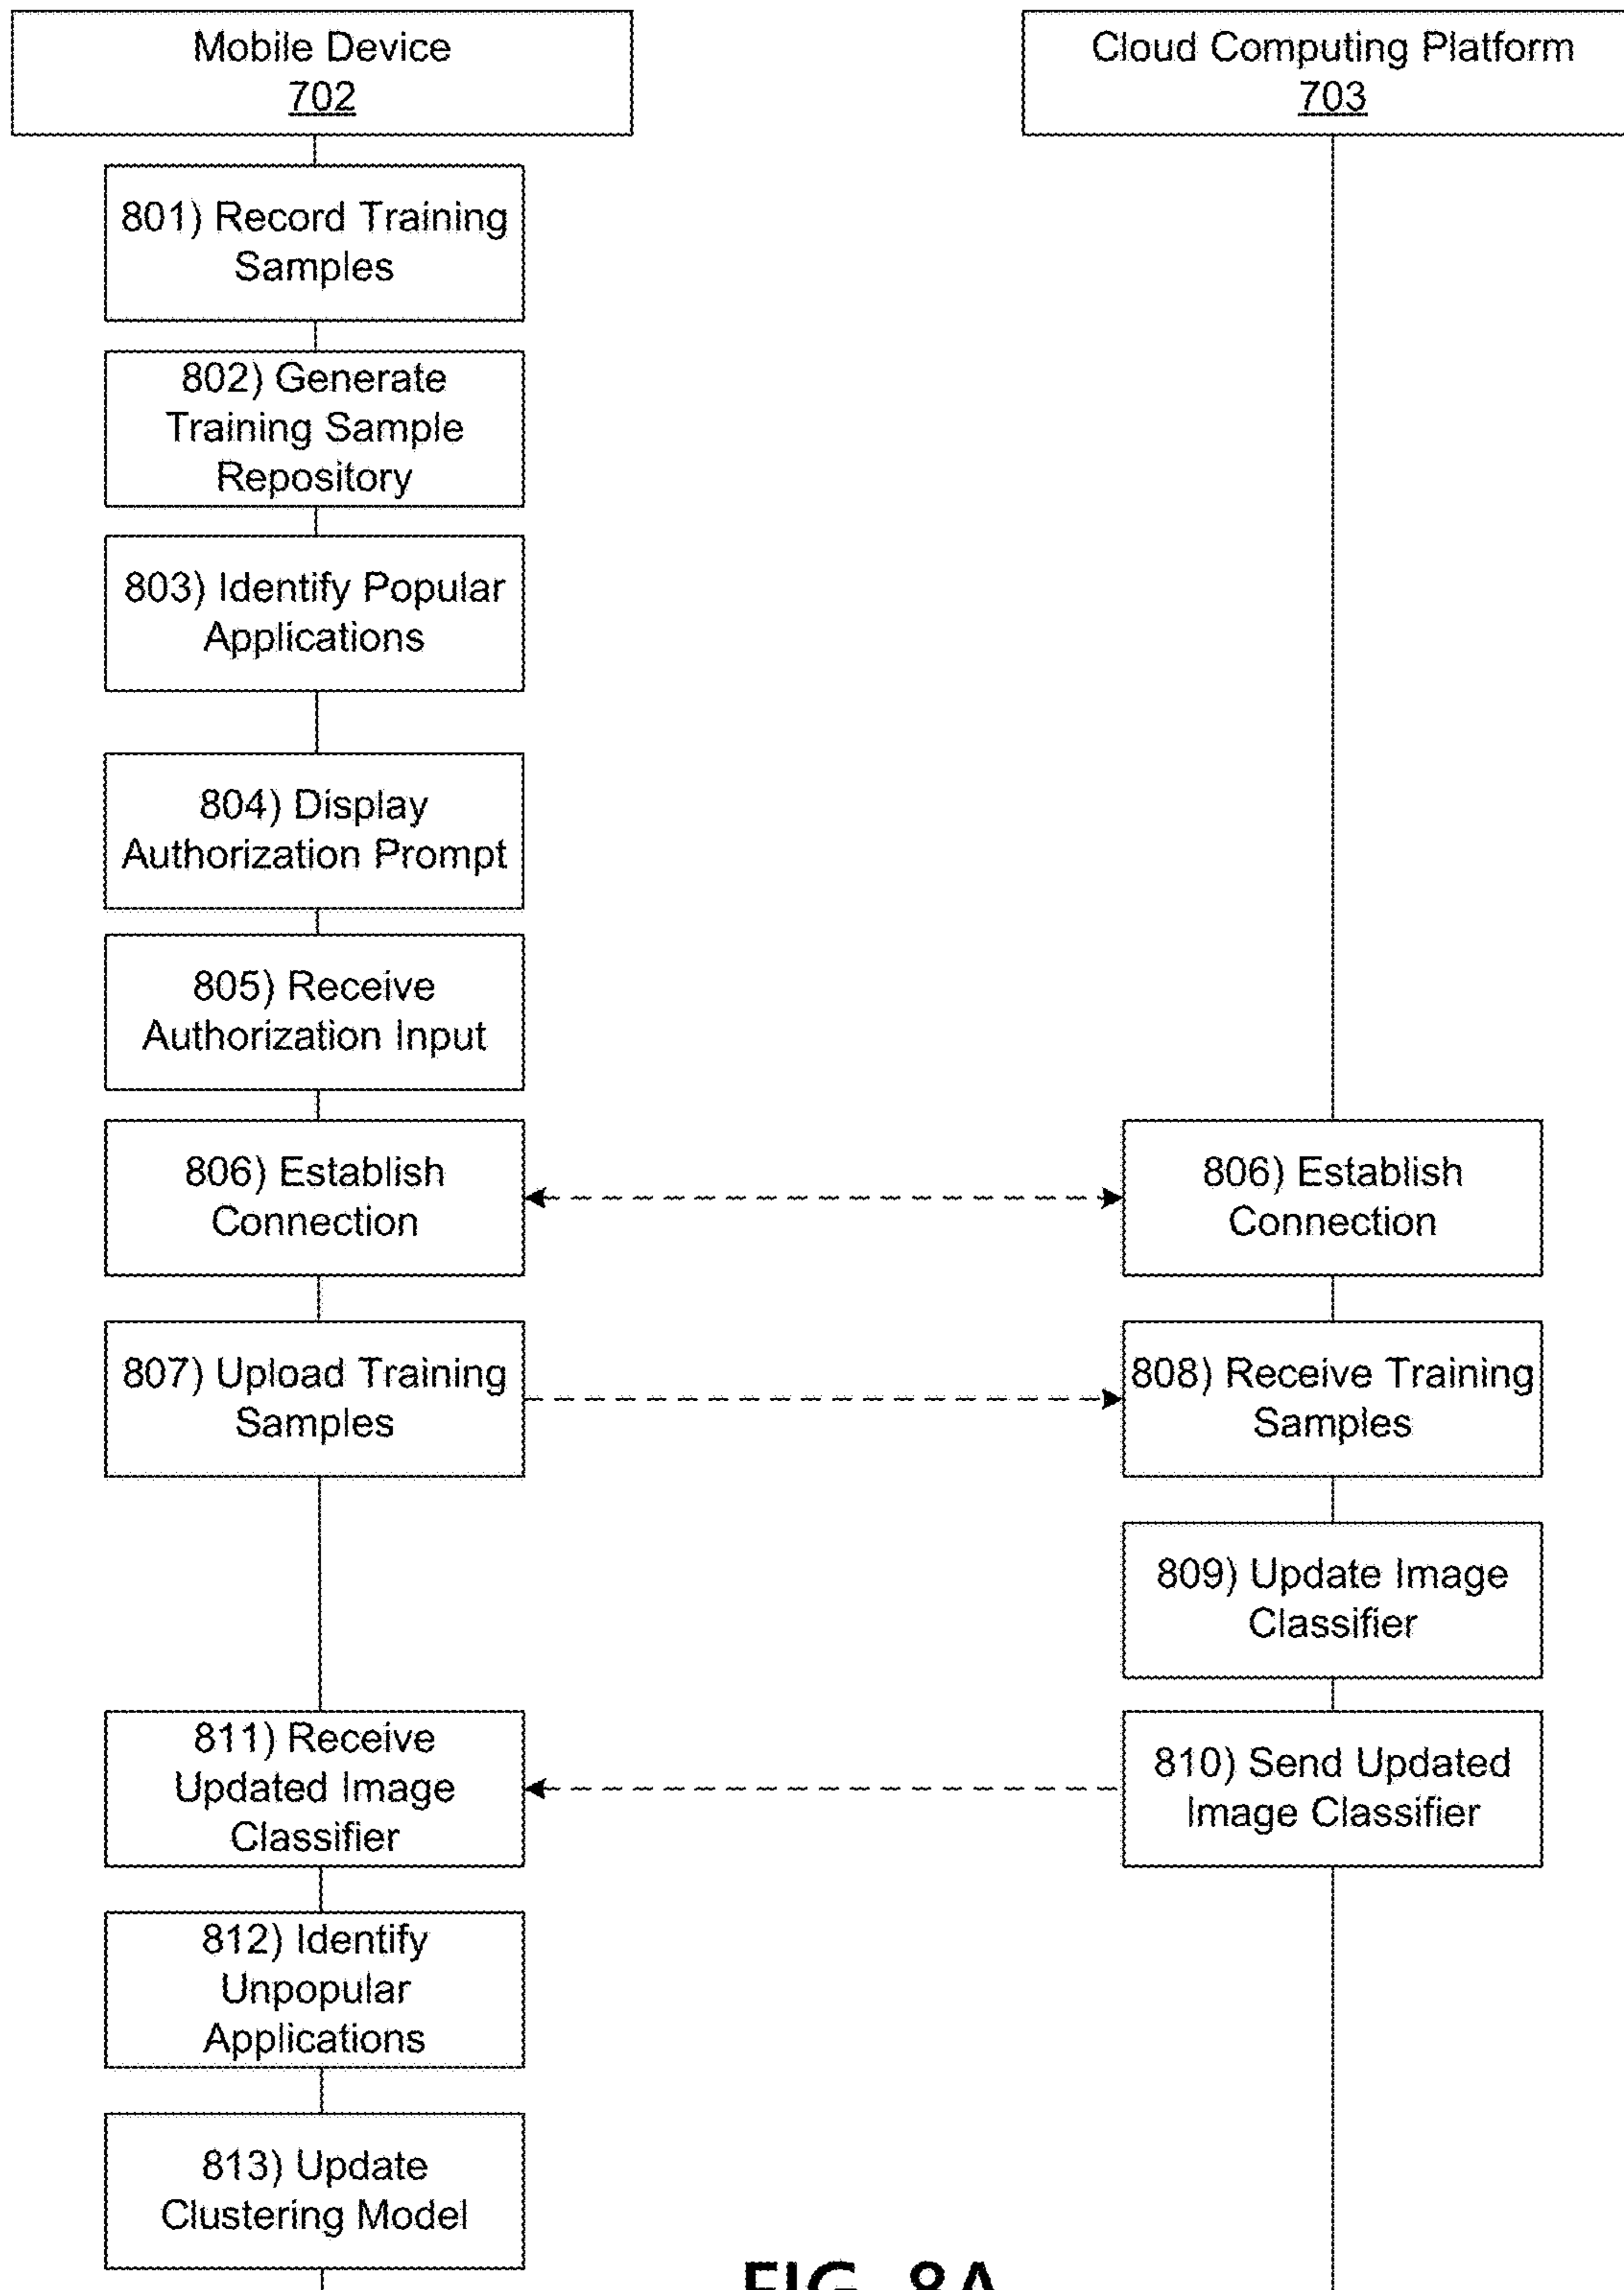 Mobile Device
702
Cloud Computing Platform
703
801) Record Training
Samples
802) Generate
Training Sample
Repository
803) Identify Popular
Applications
804) Display
Authorization Prompt
805) Receive
Authorization Input
806) Establish
Connection
806) Establish
Connection
807) Upload Training
Samples
808) Receive Training
Samples
809) Update Image
Classifier
810) Send Updated
Image Classifier
811) Receive
Updated Image
Classifier
812) Identify
Unpopular
Applications
813) Update
Clustering Model
FIG. 8A